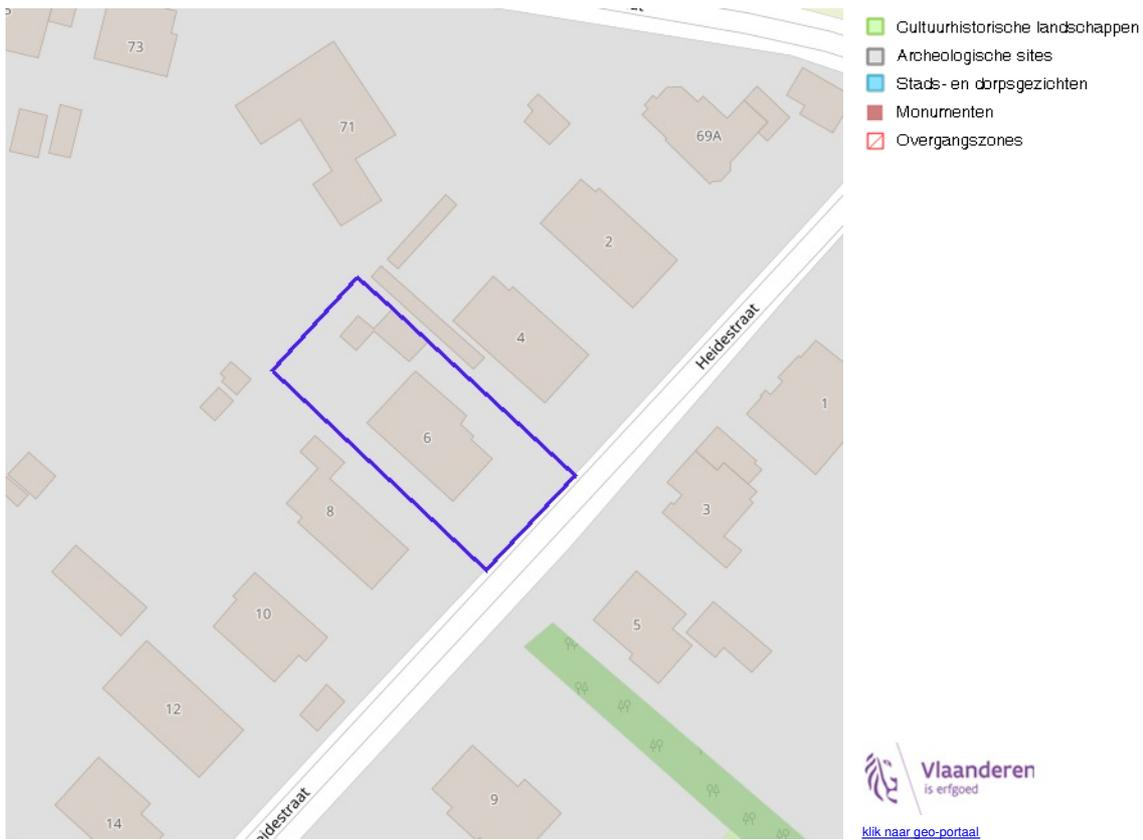 73
71
69A
2
4
Heidestraat
1
6
8
3
10
5
12
9
14
Cultuurhistorische landschappen
Archeologische sites
Stads- en dorpsgezichten
Monumenten
Overgangszones
Vlaanderen
is erfgoed
klik naar geo-portaal